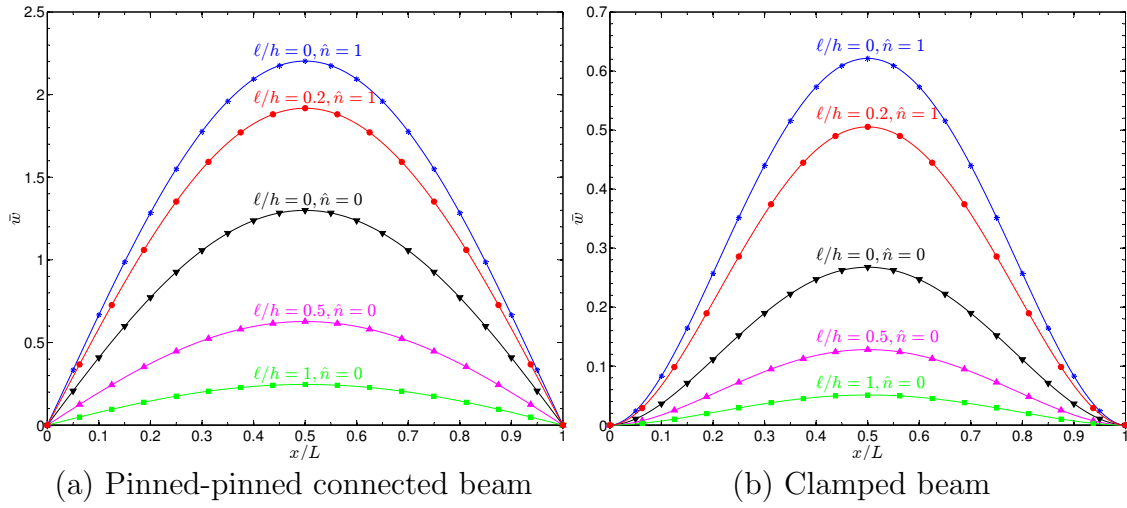 2.5
2
1.5
1
0.5
0
w̄
ℓ/h = 0, n̂ = 1
ℓ/h = 0.2, n̂ = 1
ℓ/h = 0, n̂ = 0
ℓ/h = 0.5, n̂ = 0
ℓ/h = 1, n̂ = 0
0 0.1 0.2 0.3 0.4 0.5 0.6 0.7 0.8 0.9 1
x/L
(a) Pinned-pinned connected beam
0.7
0.6
0.5
0.4
0.3
0.2
0.1
0
w̄
ℓ/h = 0, n̂ = 1
ℓ/h = 0.2, n̂ = 1
ℓ/h = 0, n̂ = 0
ℓ/h = 0.5, n̂ = 0
ℓ/h = 1, n̂ = 0
0 0.1 0.2 0.3 0.4 0.5 0.6 0.7 0.8 0.9 1
x/L
(b) Clamped beam